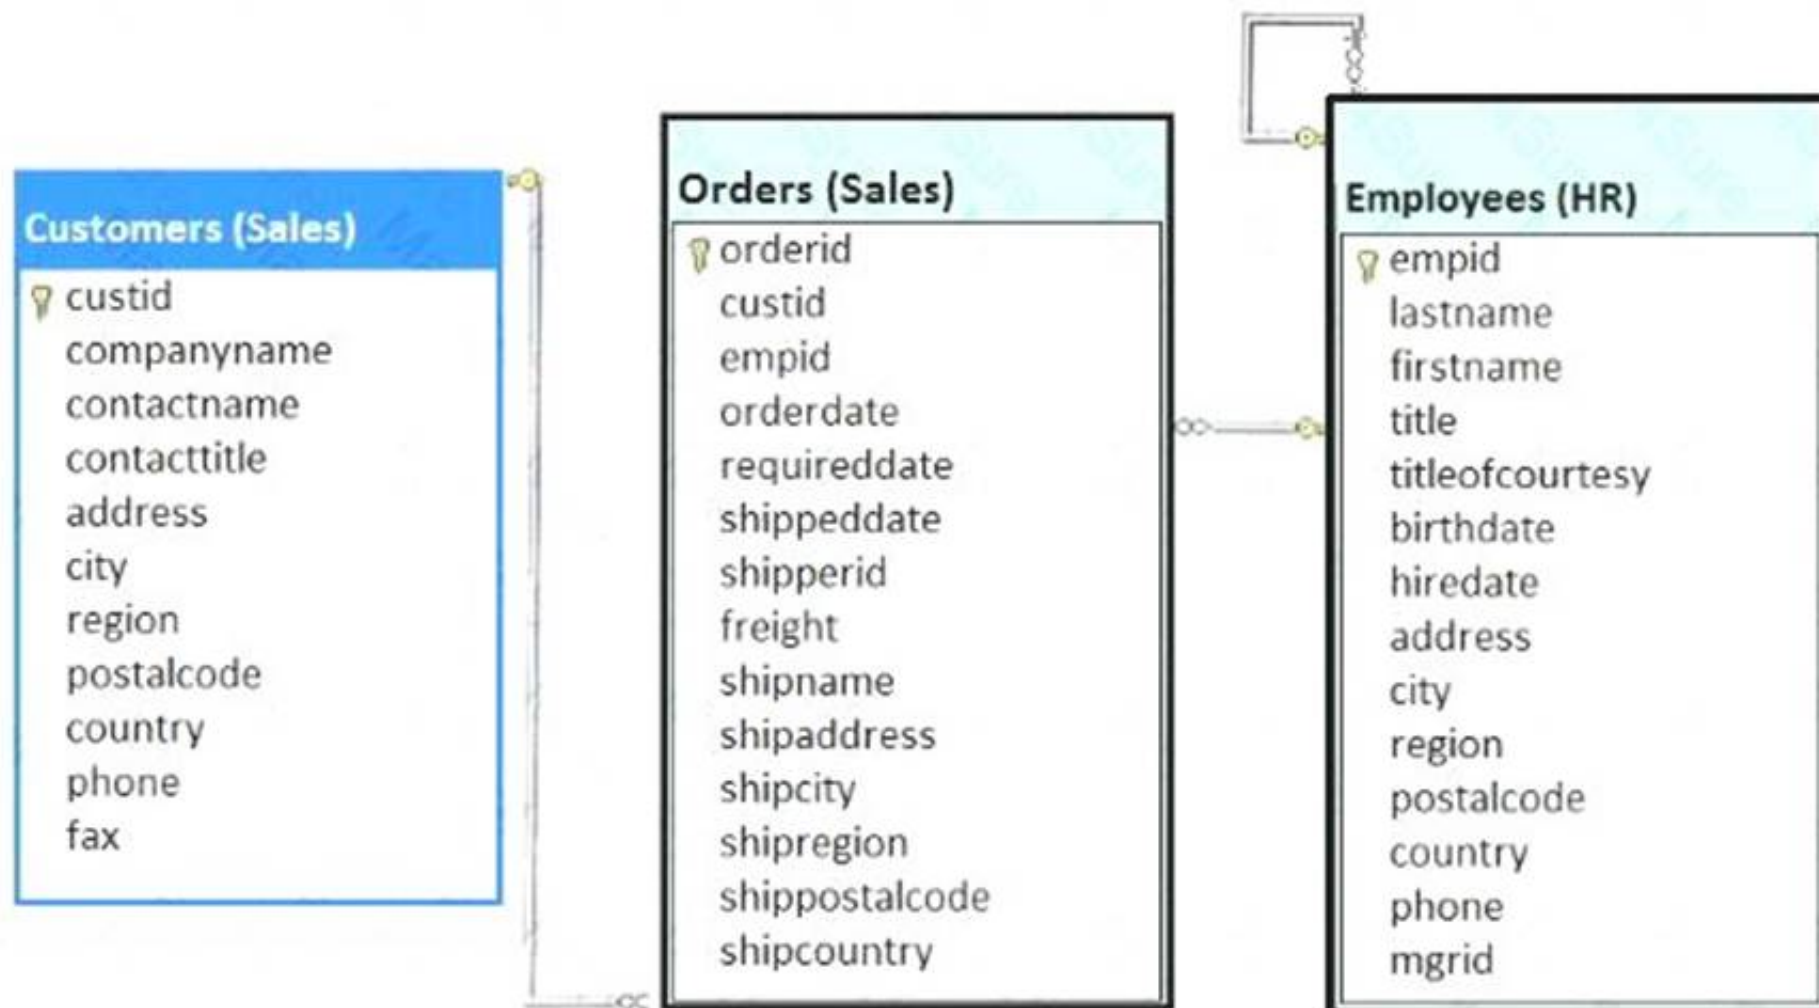 Customers (Sales)
custid
companyname
contactname
contacttitle
address
city
region
postalcode
country
phone
fax
Orders (Sales)
orderid
custid
empid
orderdate
requireddate
shippeddate
shipperid
freight
shipname
shipaddress
shipcity
shipregion
shippostalcode
shipcountry
Employees (HR)
empid
lastname
firstname
title
titleofcourtesy
birthdate
hiredate
address
city
region
postalcode
country
phone
mgrid